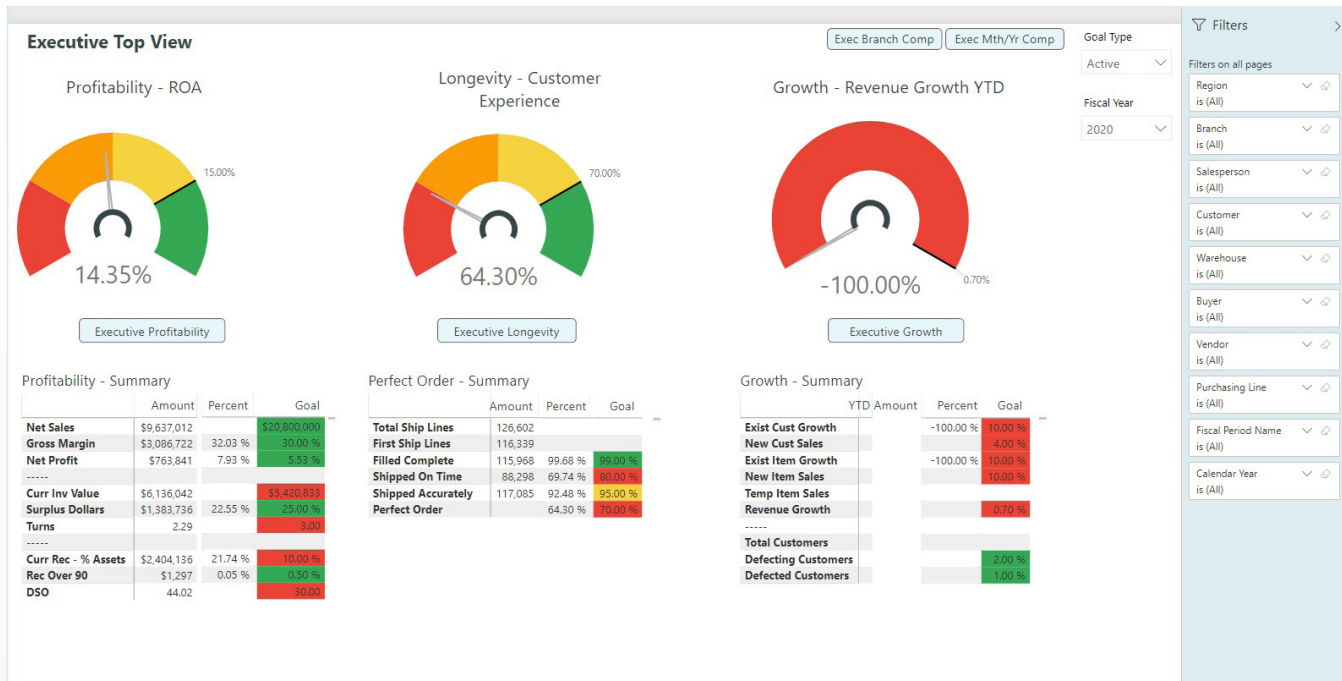 Executive Top View
Exec Branch Comp
Exec Mth/Yr Comp
Goal Type
Active
Fiscal Year
2020
Profitability - ROA
15.00%
14.35%
Executive Profitability
Longevity - Customer
Experience
70.00%
64.30%
Executive Longevity
Growth - Revenue Growth YTD
0.70%
-100.00%
Executive Growth
Profitability - Summary
Amount Percent Goal
Net Sales $9,637,012 $20,800,000
Gross Margin $3,086,722 32.03 % 30.00 %
Net Profit $763,841 7.93 % 5.53 %
-----
Curr Inv Value $6,136,042 $5,420,833
Surplus Dollars $1,383,736 22.55 % 25.00 %
Turns 2.29 3.00
-----
Curr Rec - % Assets $2,404,136 21.74 % 10.00 %
Rec Over 90 $1,297 0.05 % 0.50 %
DSO 44.02 30.00
Perfect Order - Summary
Amount Percent Goal
Total Ship Lines 126,602
First Ship Lines 116,339
Filled Complete 115,968 99.68 % 99.00 %
Shipped On Time 88,298 69.74 % 80.00 %
Shipped Accurately 117,085 92.48 % 95.00 %
Perfect Order 64.30 % 70.00 %
Growth - Summary
YTD Amount Percent Goal
Exist Cust Growth -100.00 % 10.00 %
New Cust Sales 4.00 %
Exist Item Growth -100.00 % 10.00 %
New Item Sales 10.00 %
Temp Item Sales
Revenue Growth 0.70 %
-----
Total Customers
Defecting Customers 2.00 %
Defected Customers 1.00 %
Filters
Filters on all pages
Region
is (All)
Branch
is (All)
Salesperson
is (All)
Customer
is (All)
Warehouse
is (All)
Buyer
is (All)
Vendor
is (All)
Purchasing Line
is (All)
Fiscal Period Name
is (All)
Calendar Year
is (All)